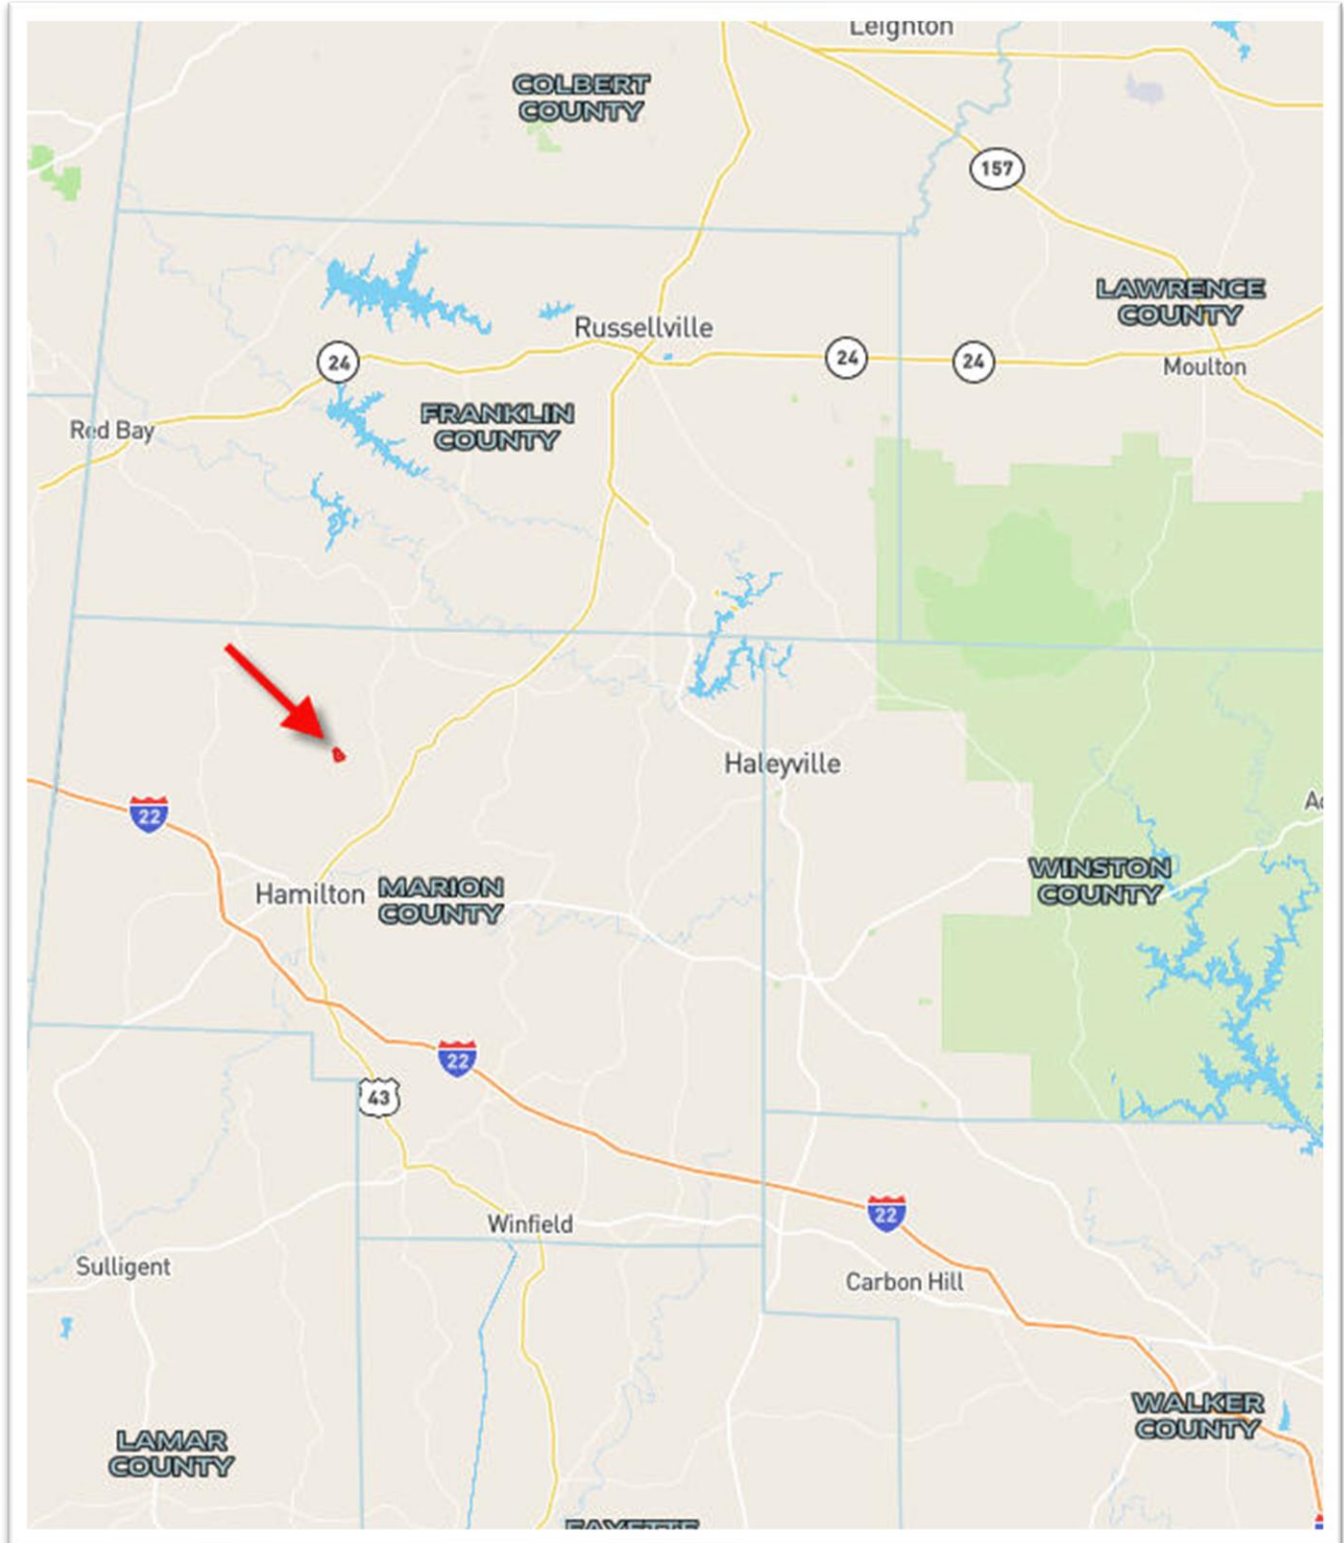 Leighton
COLBERT
COUNTY
157
LAWRENCE
COUNTY
Russellville
24
24
24
Moulton
FRANKLIN
COUNTY
Red Bay
Haleyville
22
WINSTON
COUNTY
Hamilton
MARION
COUNTY
22
43
22
Winfield
Sulligent
Carbon Hill
WALKER
COUNTY
LAMAR
COUNTY
FAYETTE